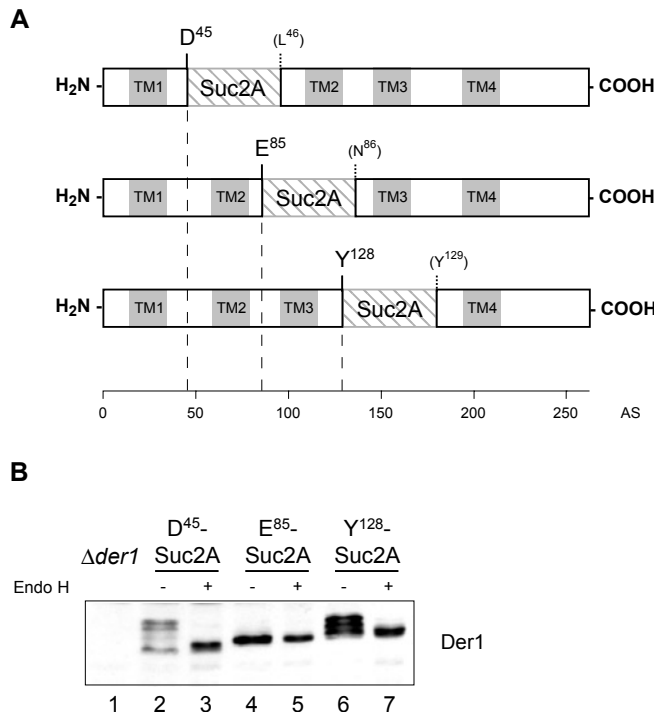 A
D⁴⁵ (L⁴⁶)
H₂N - TM1 Suc2A TM2 TM3 TM4 - COOH
E⁸⁵ (N⁸⁶)
H₂N - TM1 TM2 Suc2A TM3 TM4 - COOH
Y¹²⁸ (Y¹²⁹)
H₂N - TM1 TM2 TM3 Suc2A TM4 - COOH
0 50 100 150 200 250 AS
B
D⁴⁵- E⁸⁵- Y¹²⁸-
Δder1 Suc2A Suc2A Suc2A
Endo H - + - + - +
Der1
1 2 3 4 5 6 7